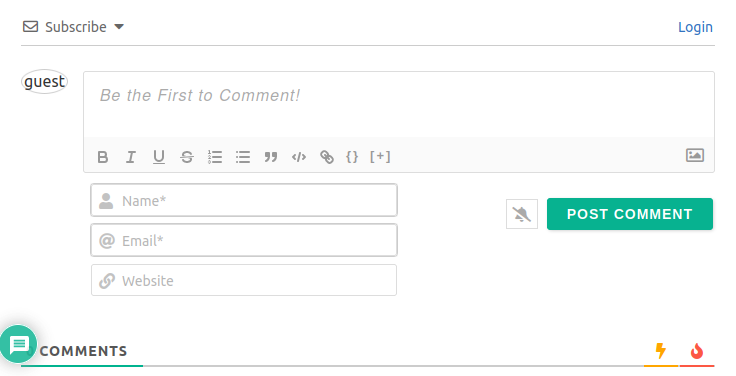 Subscribe
Login
guest
Be the First to Comment!
B I U S {} [+]
Name*
POST COMMENT
Email*
Website
COMMENTS